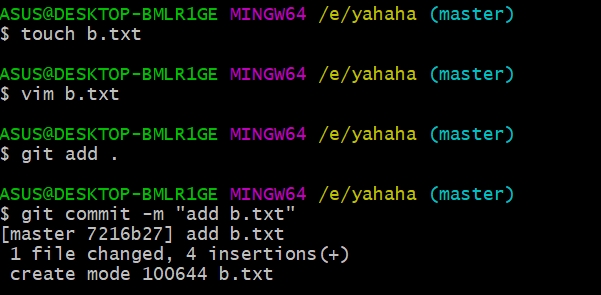 ASUS@DESKTOP-BMLR1GE MINGW64 /e/yahaha (master)
$ touch b.txt
ASUS@DESKTOP-BMLR1GE MINGW64 /e/yahaha (master)
$ vim b.txt
ASUS@DESKTOP-BMLR1GE MINGW64 /e/yahaha (master)
$ git add .
ASUS@DESKTOP-BMLR1GE MINGW64 /e/yahaha (master)
$ git commit -m "add b.txt"
[master 7216b27] add b.txt
 1 file changed, 4 insertions(+)
 create mode 100644 b.txt